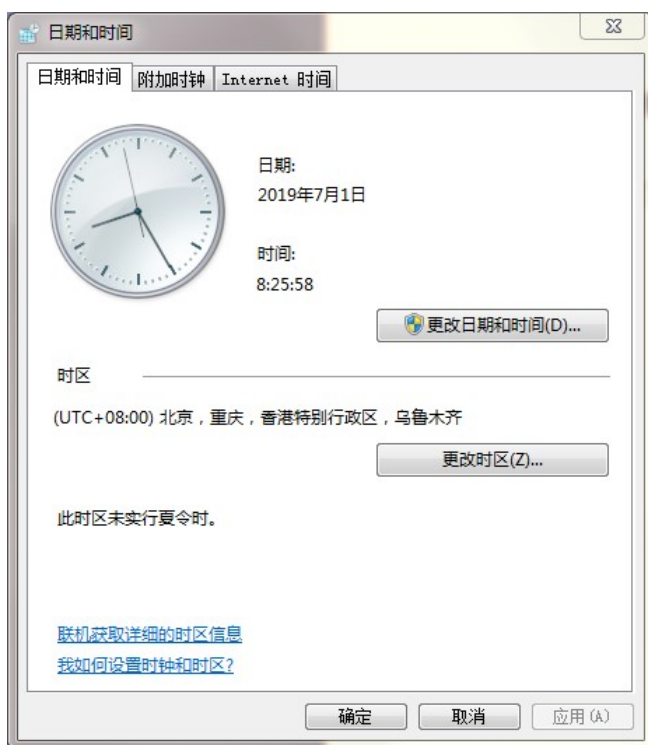 日期和时间
日期和时间 附加时钟 Internet 时间
日期:
2019年7月1日
时间:
8:25:58
更改日期和时间(D)...
时区
(UTC+08:00) 北京，重庆，香港特别行政区，乌鲁木齐
更改时区(Z)...
此时区未实行夏令时。
联机获取详细的时区信息
我如何设置时钟和时区?
确定 取消 应用(A)